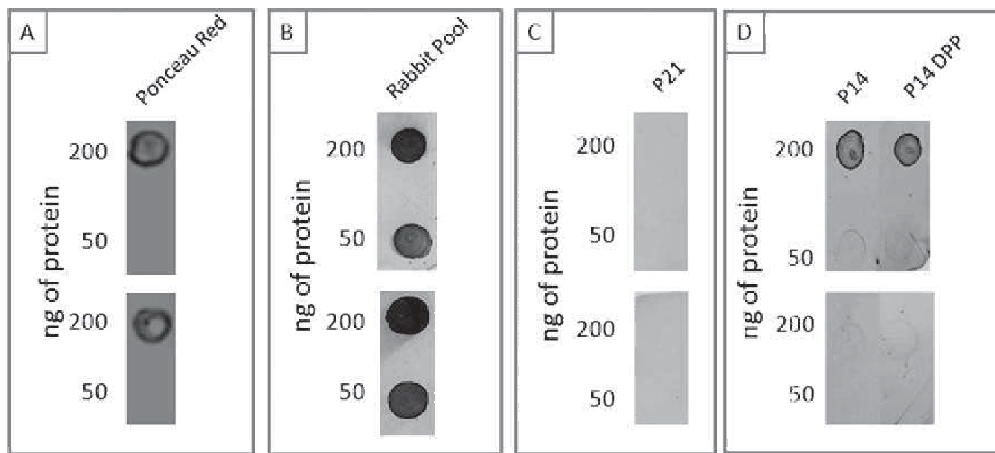 A
Ponceau Red
ng of protein
200
50
200
50
B
Rabbit Pool
ng of protein
200
50
200
50
C
P21
ng of protein
200
50
200
50
D
P14
P14 DPP
ng of protein
200
50
200
50